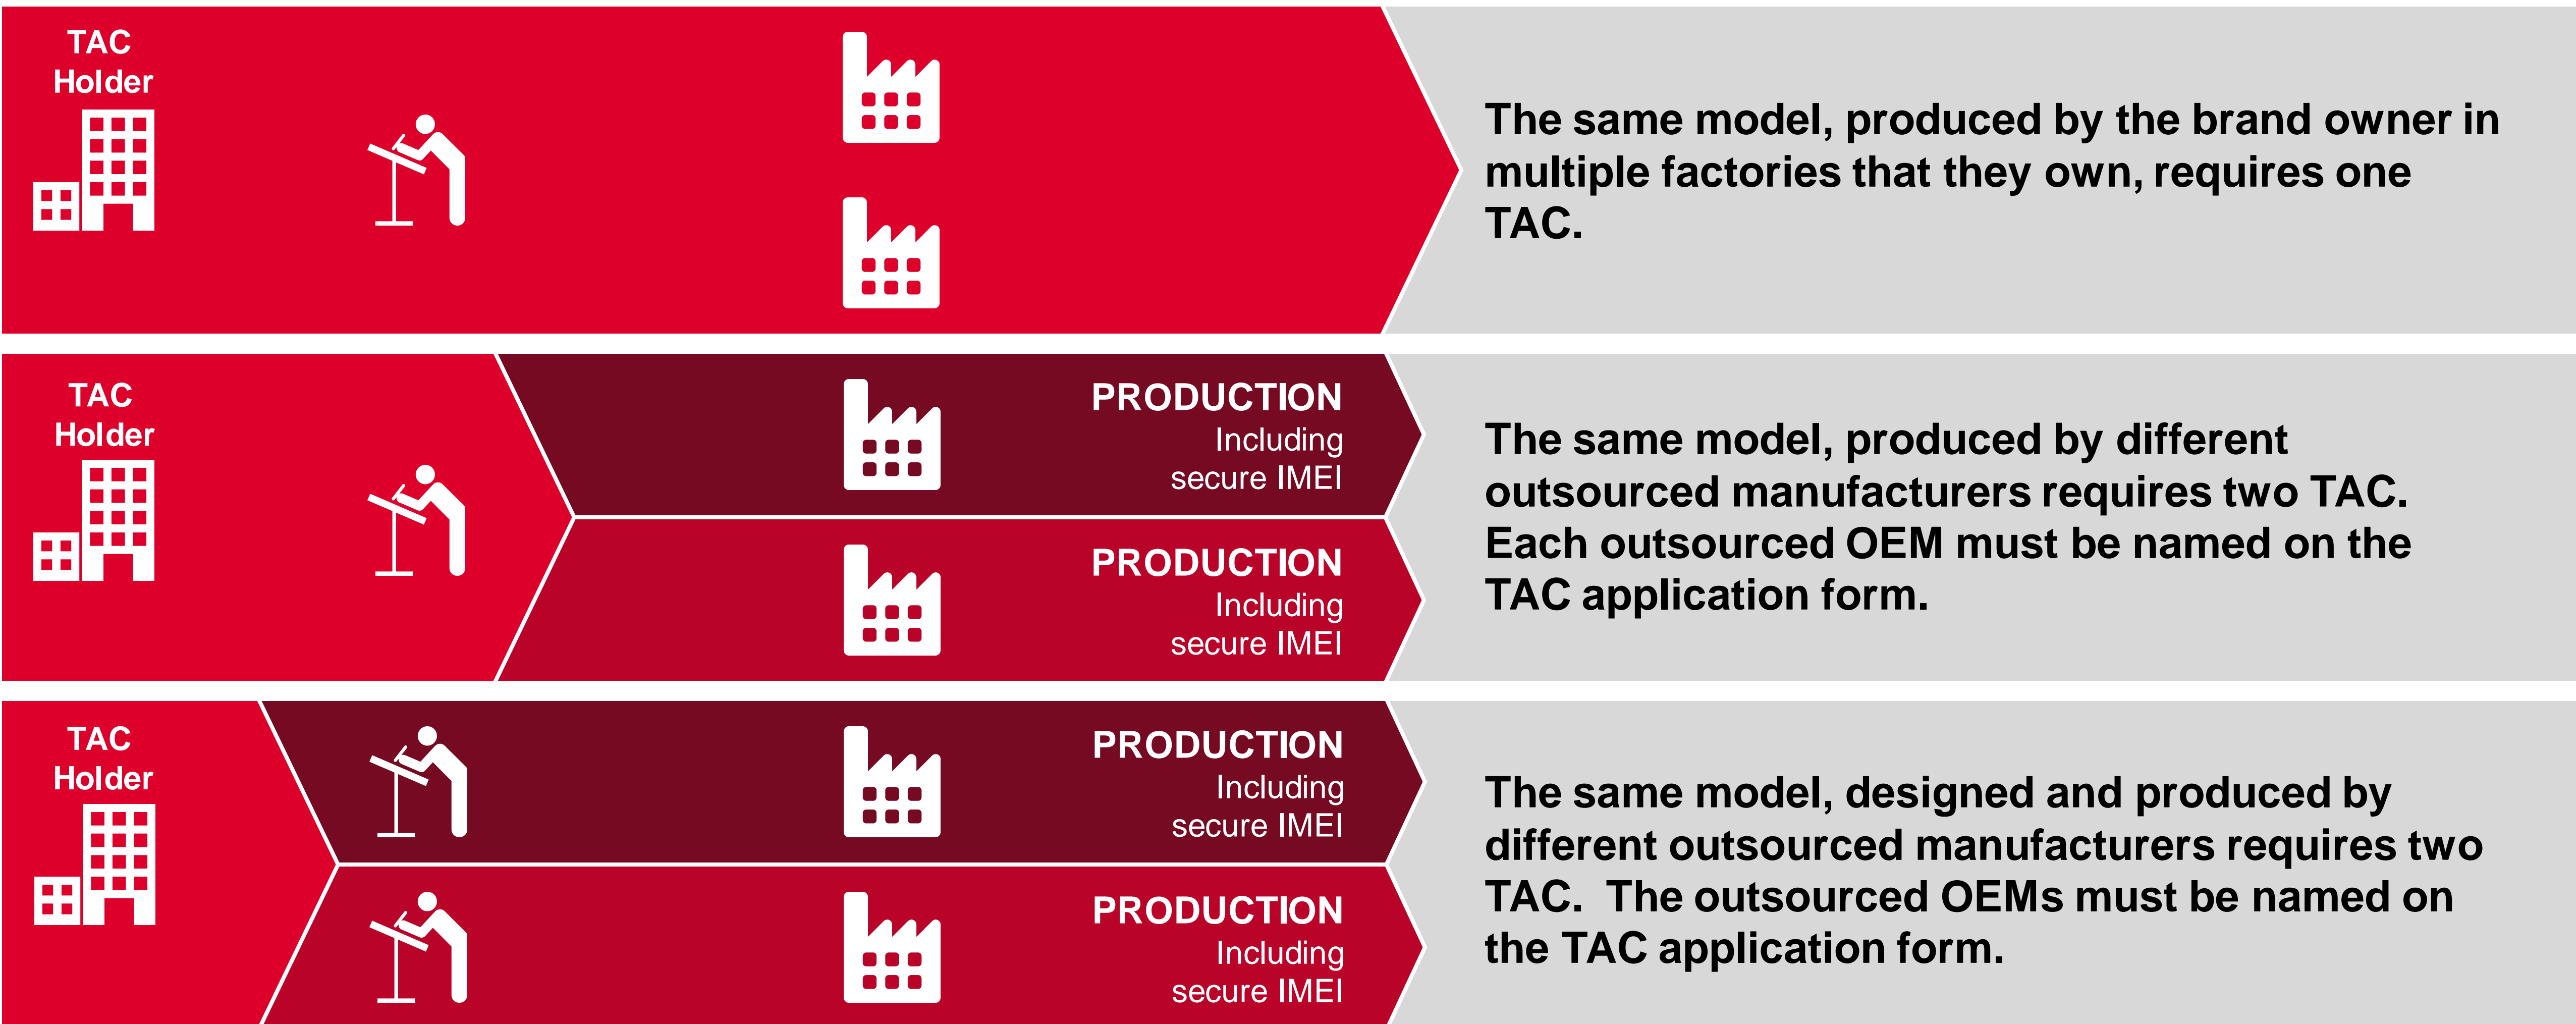 TAC
Holder
The same model, produced by the brand owner in
multiple factories that they own, requires one
TAC.
TAC
Holder
PRODUCTION
Including
secure IMEI
PRODUCTION
Including
secure IMEI
The same model, produced by different
outsourced manufacturers requires two TAC.
Each outsourced OEM must be named on the
TAC application form.
TAC
Holder
PRODUCTION
Including
secure IMEI
PRODUCTION
Including
secure IMEI
The same model, designed and produced by
different outsourced manufacturers requires two
TAC.  The outsourced OEMs must be named on
the TAC application form.